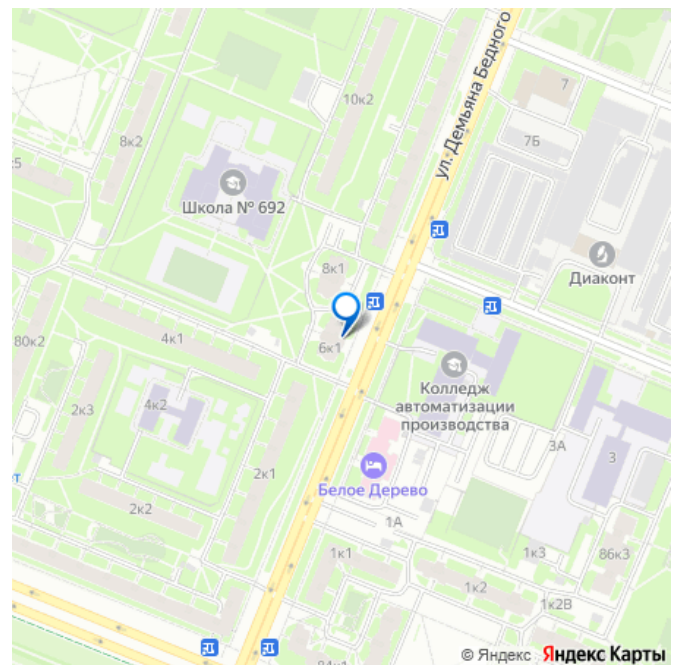 ул. Демьяна Бедного
7
10к2
7Б
8к2
Школа № 692
8к1
Диаконт
6к1
4к1
80к2
Колледж
автоматизации
производства
2к3
4к2
3А
3
2к1
Белое Дерево
2к2
1А
1к1
1к3
86к3
1к2
1к2В
© Яндекс Яндекс Карты